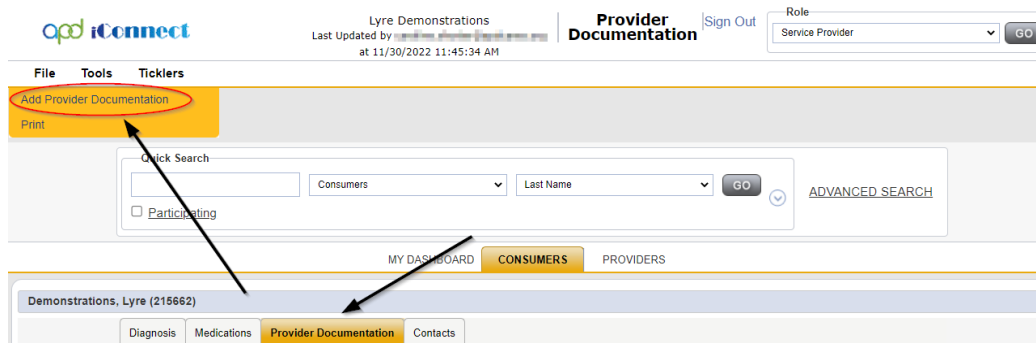 apd iConnect
Lyre Demonstrations
Last Updated by
at 11/30/2022 11:45:34 AM
Provider
Documentation
Sign Out
Role
Service Provider
GO
File Tools Ticklers
Add Provider Documentation
Print
Quick Search
Consumers
Last Name
GO
ADVANCED SEARCH
Participating
MY DASHBOARD CONSUMERS PROVIDERS
Demonstrations, Lyre (215662)
Diagnosis Medications Provider Documentation Contacts